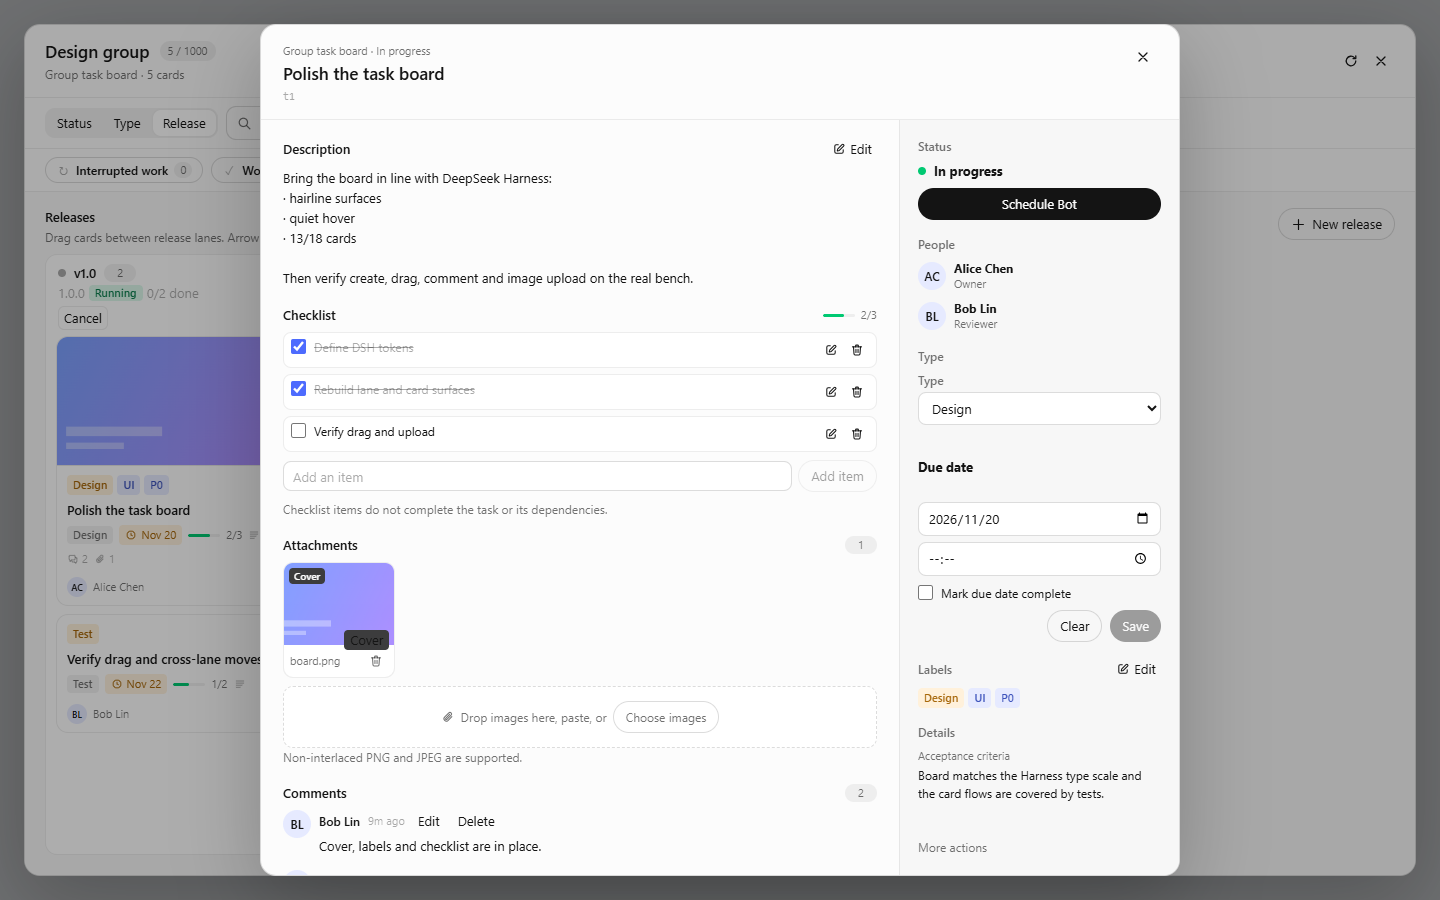 Design group
5 / 1000
Group task board · 5 cards
Status
Type
Release
Interrupted work
0
Wo
Releases
Drag cards between release lanes. Arrow
New release
v1.0
2
1.0.0
Running
0/2 done
Cancel
Design
UI
P0
Polish the task board
Design
Nov 20
2/3
2
1
AC
Alice Chen
Test
Verify drag and cross-lane moves
Test
Nov 22
1/2
BL
Bob Lin
Group task board · In progress
Polish the task board
t1
Description
Edit
Bring the board in line with DeepSeek Harness:
· hairline surfaces
· quiet hover
· 13/18 cards
Then verify create, drag, comment and image upload on the real bench.
Checklist
2/3
Define DSH tokens
Rebuild lane and card surfaces
Verify drag and upload
Add an item
Add item
Checklist items do not complete the task or its dependencies.
Attachments
1
Cover
Cover
board.png
Drop images here, paste, or
Choose images
Non-interlaced PNG and JPEG are supported.
Comments
2
BL
Bob Lin
9m ago
Edit
Delete
Cover, labels and checklist are in place.
Status
In progress
Schedule Bot
People
AC
Alice Chen
Owner
BL
Bob Lin
Reviewer
Type
Type
Design
Due date
2026/11/20
--:--
Mark due date complete
Clear
Save
Labels
Edit
Design
UI
P0
Details
Acceptance criteria
Board matches the Harness type scale and
the card flows are covered by tests.
More actions